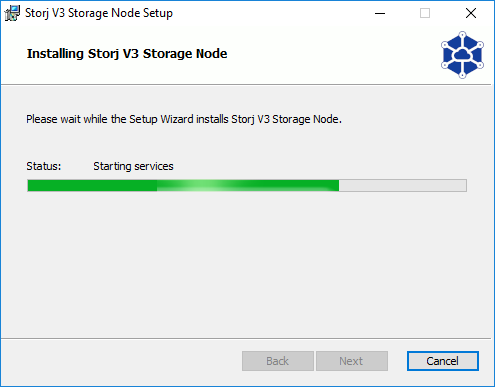 Storj V3 Storage Node Setup
Installing Storj V3 Storage Node
Please wait while the Setup Wizard installs Storj V3 Storage Node.
Status: Starting services
Back Next Cancel